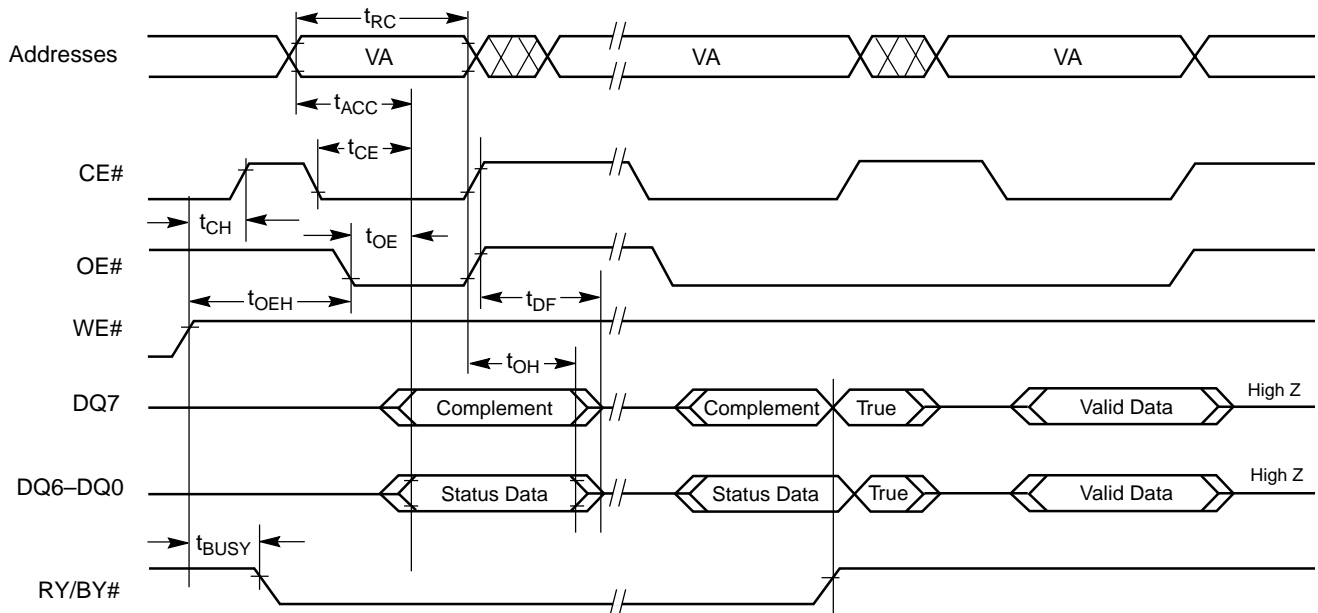 tRC
Addresses VA VA VA
tACC
tCE
CE#
tCH tOE
OE#
tOEH tDF
WE#
tOH
DQ7 Complement Complement True Valid Data High Z
DQ6–DQ0 Status Data Status Data True Valid Data High Z
tBUSY
RY/BY#